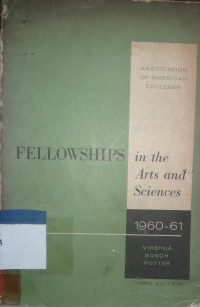 ASSOCIATION
OF AMERICAN
COLLEGES
FELLOWSHIPS in the
Arts and
Sciences
1960-61
VIRGINIA
BOSCH
POTTER
THIRD EDITION